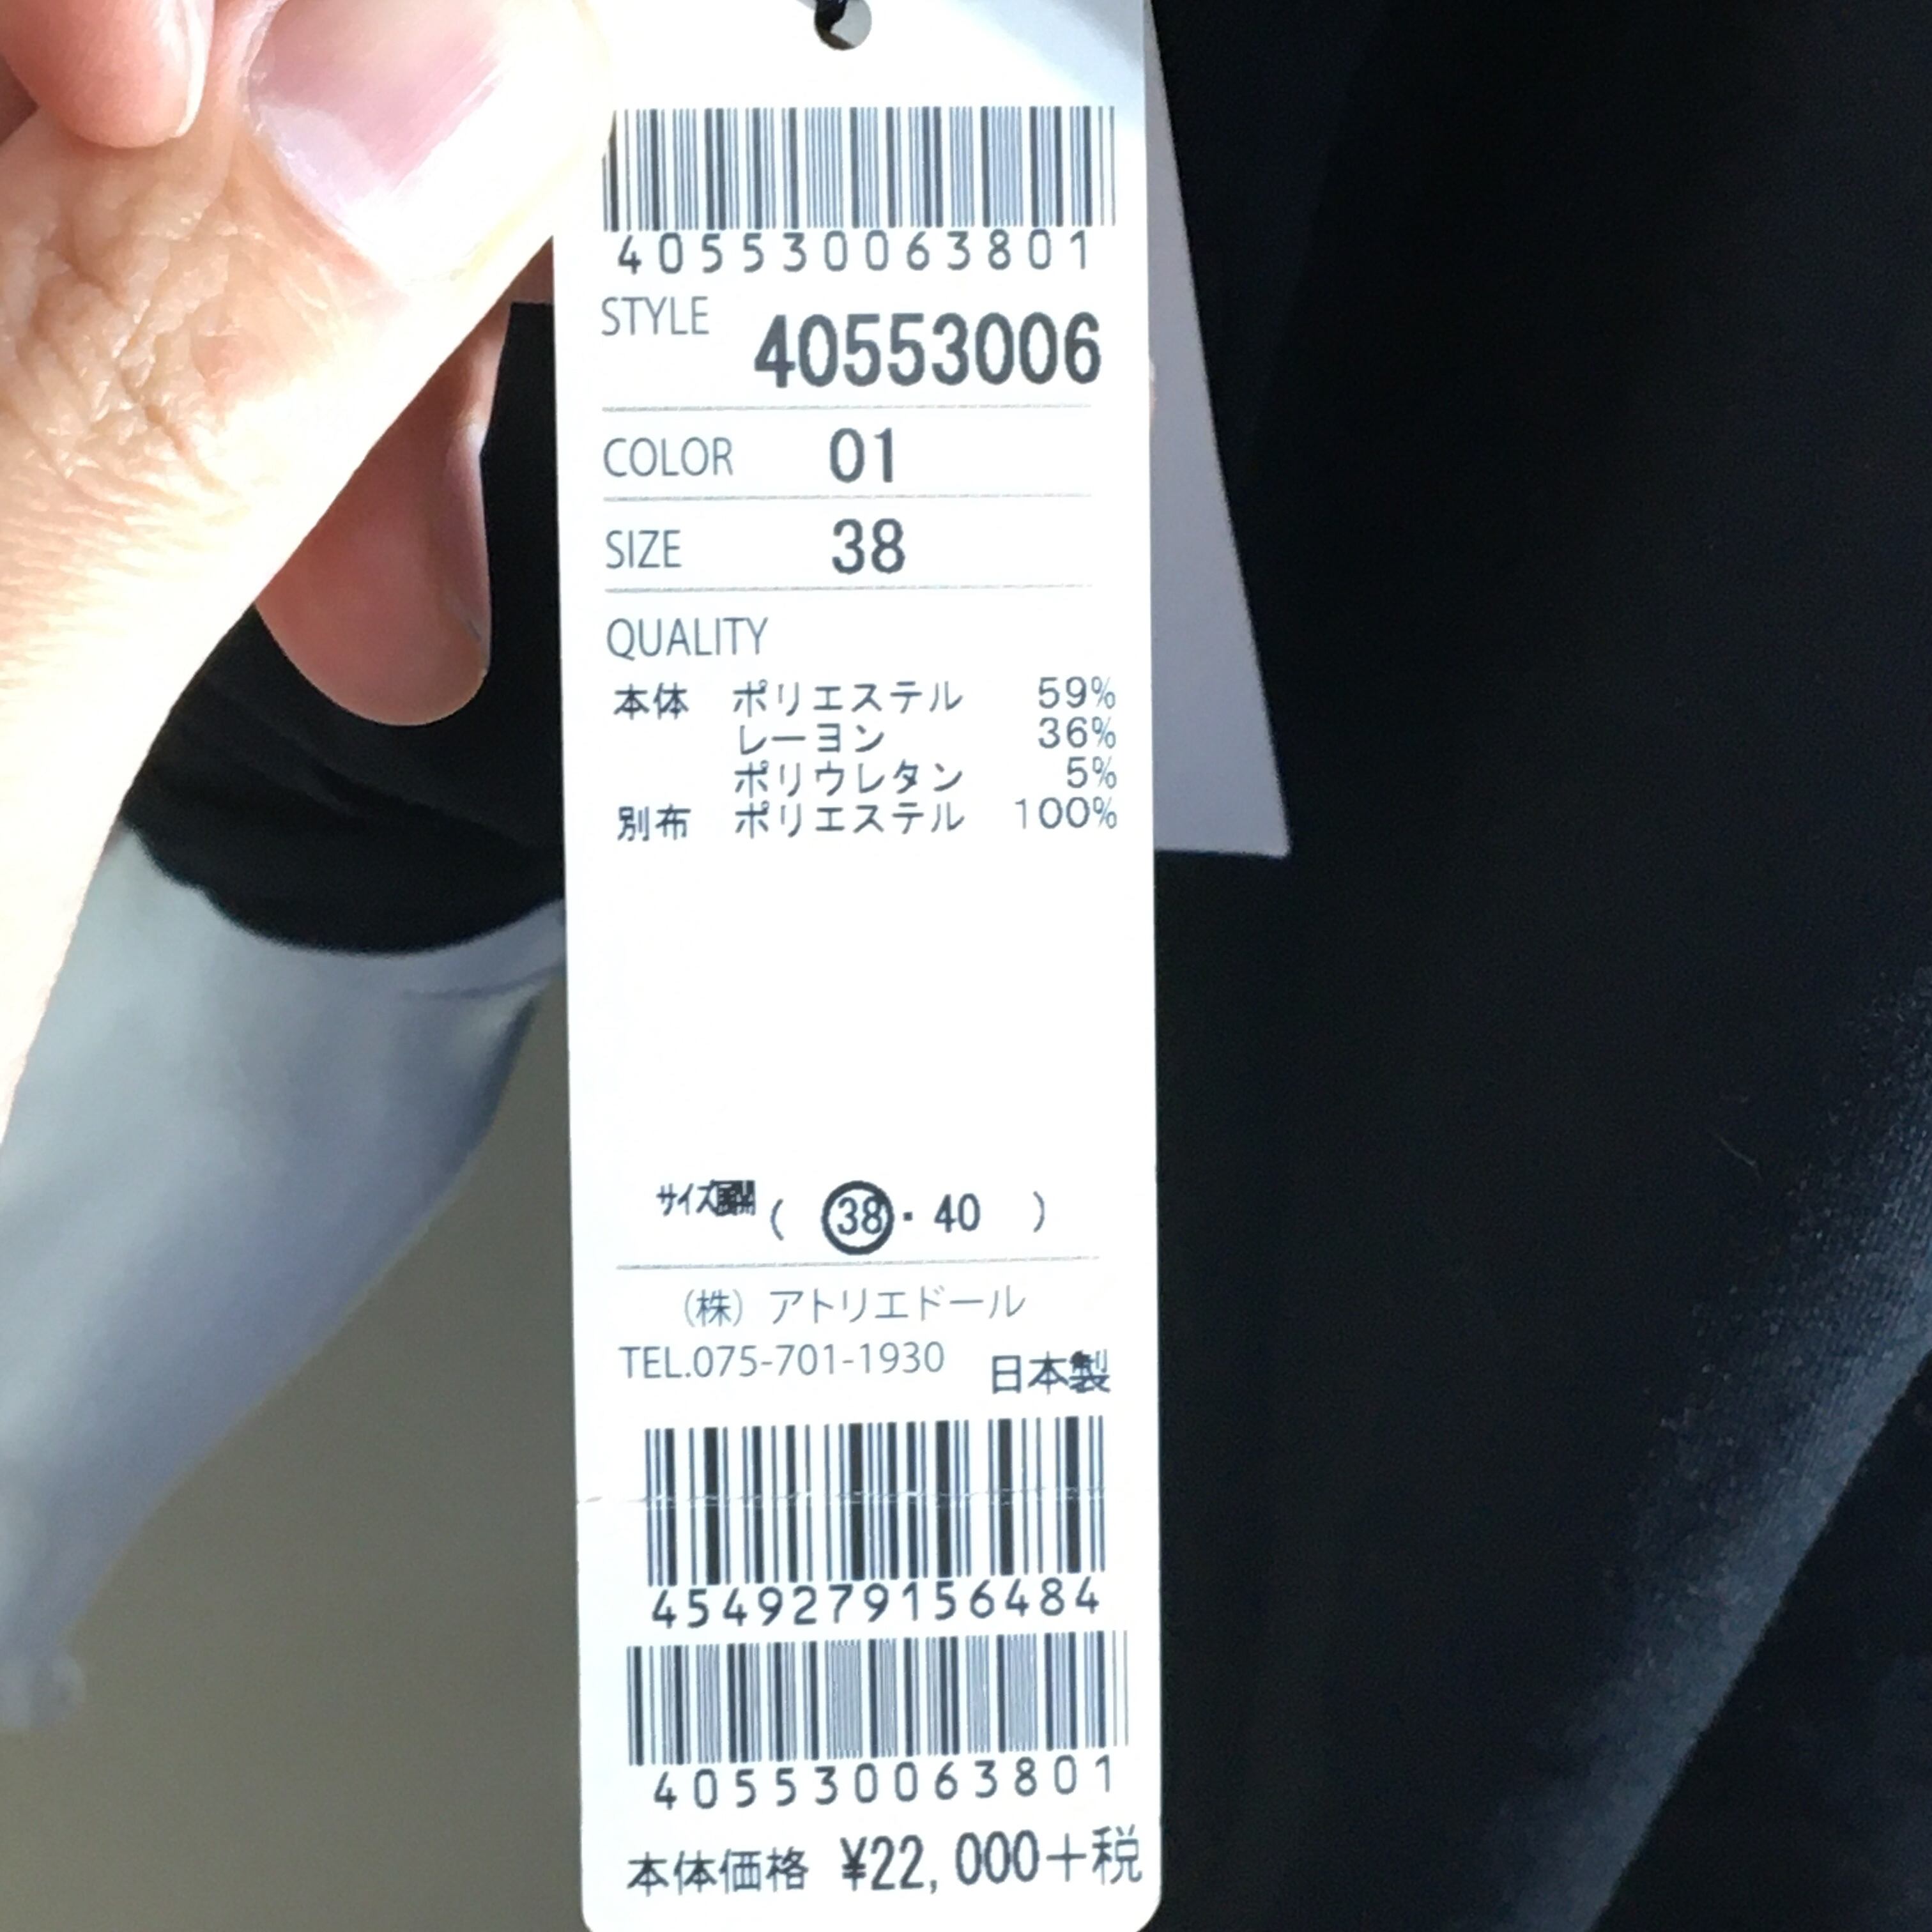 405530063801
STYLE 40553006
COLOR 01
SIZE 38
QUALITY
本体 ポリエステル 59%
レーヨン 36%
ポリウレタン 5%
別布 ポリエステル 100%
サイズ展開 ( 38・40 )
(株) アトリエドール
TEL.075-701-1930 日本製
4549279156484
405530063801
本体価格 ¥22,000+税